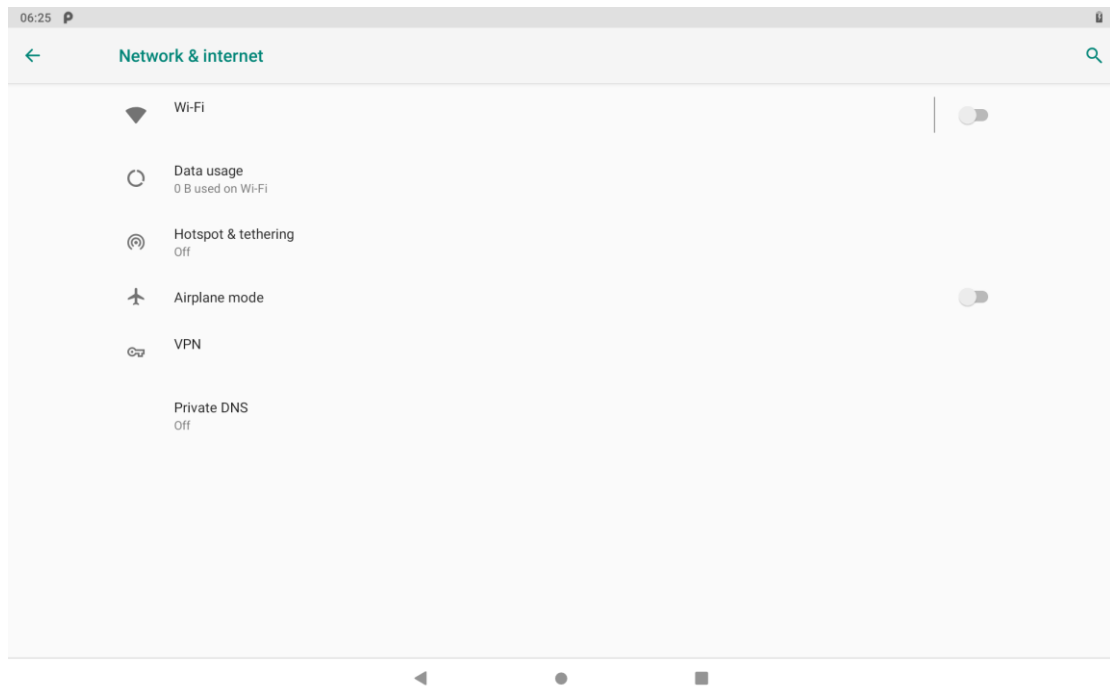 06:25
Network & internet
Wi-Fi
Data usage
0 B used on Wi-Fi
Hotspot & tethering
Off
Airplane mode
VPN
Private DNS
Off